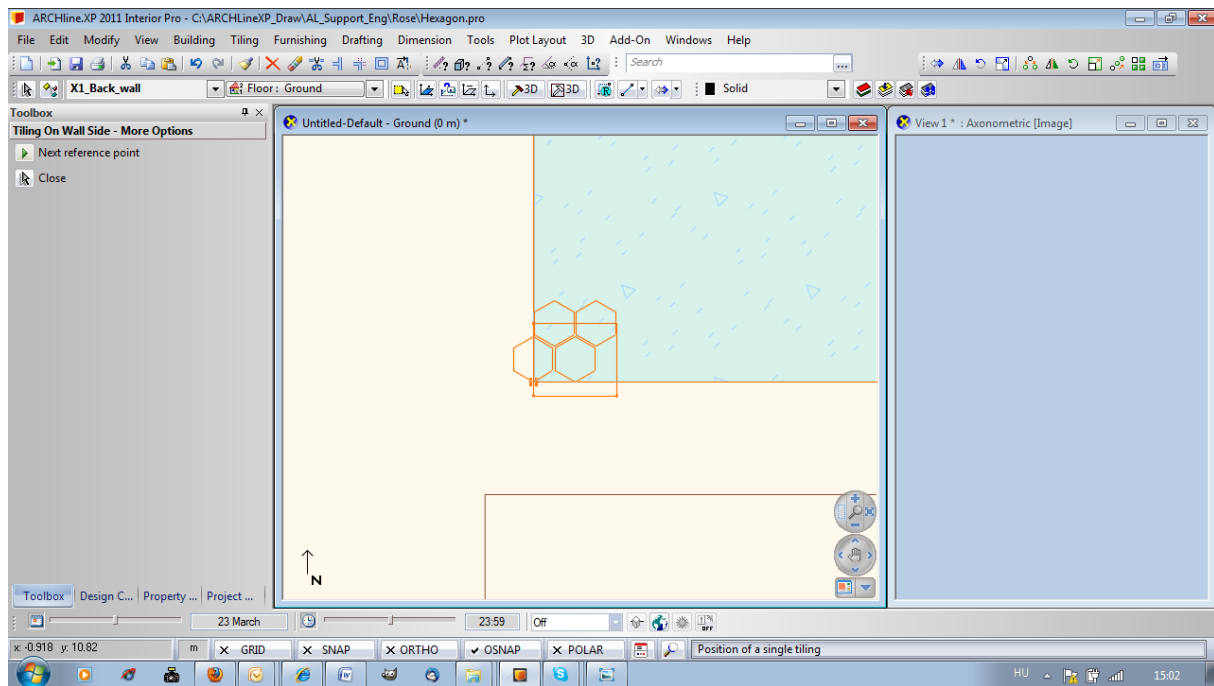 ARCHline.XP 2011 Interior Pro - C:\ARCHLineXP_Draw\AL_Support_Eng\Rose\Hexagon.pro
File Edit Modify View Building Tiling Furnishing Drafting Dimension Tools Plot Layout 3D Add-On Windows Help
Search
X1_Back_wall Floor: Ground 3D 3D Solid
Toolbox
Tiling On Wall Side - More Options
Next reference point
Close
Untitled-Default - Ground (0 m) *
View 1 * : Axonometric [Image]
N
Toolbox Design C... Property ... Project ...
23 March 23:59 Off OFF
x: -0.918 y: 10.82 m GRID SNAP ORTHO OSNAP POLAR Position of a single tiling
HU 15:02